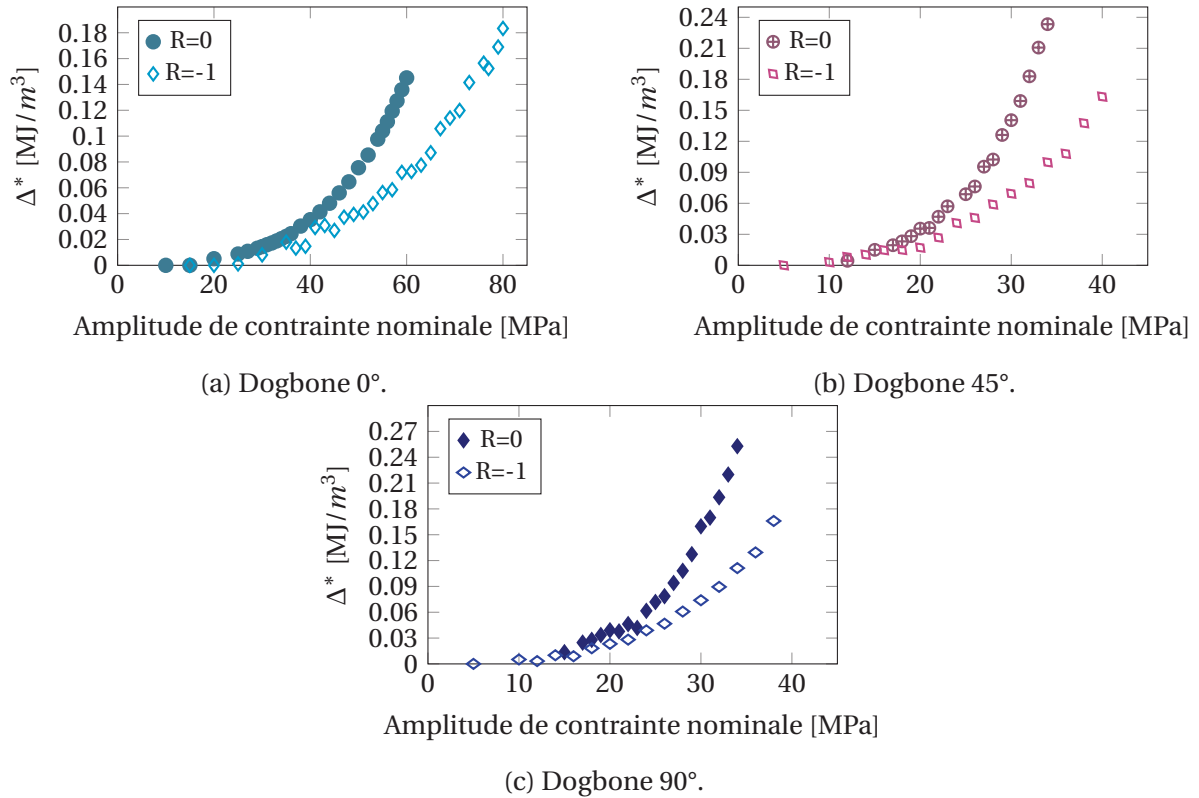 0.18
0.16
0.14
0.12
0.1
0.08
0.06
0.04
0.02
0
Δ* [MJ/m³]
R=0
R=-1
0 20 40 60 80
Amplitude de contrainte nominale [MPa]
(a) Dogbone 0°.
0.24
0.21
0.18
0.15
0.12
0.09
0.06
0.03
0
Δ* [MJ/m³]
R=0
R=-1
0 10 20 30 40
Amplitude de contrainte nominale [MPa]
(b) Dogbone 45°.
0.27
0.24
0.21
0.18
0.15
0.12
0.09
0.06
0.03
0
Δ* [MJ/m³]
R=0
R=-1
0 10 20 30 40
Amplitude de contrainte nominale [MPa]
(c) Dogbone 90°.